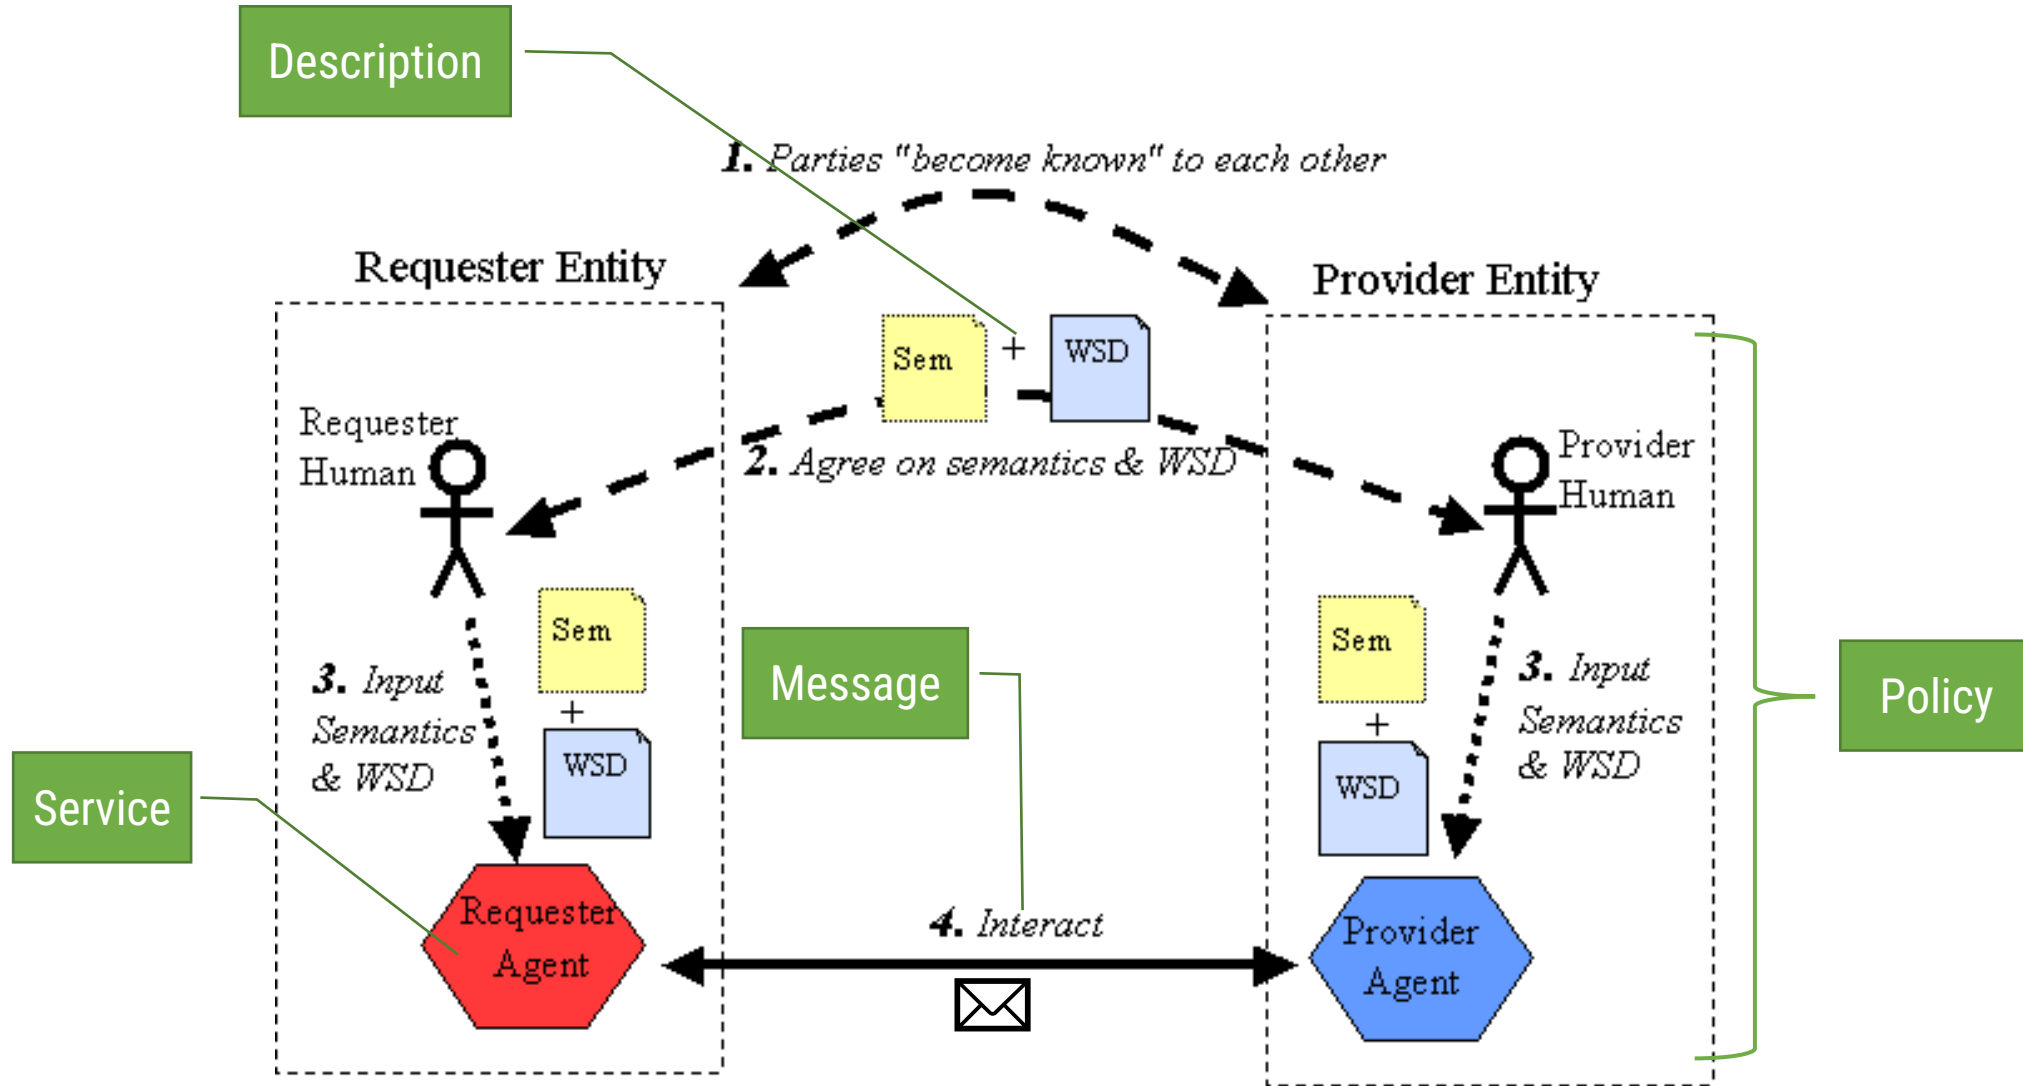 Description
1. Parties "become known" to each other
Requester Entity
Provider Entity
Sem
+
WSD
Requester
Human
2. Agree on semantics & WSD
Provider
Human
Sem
+
WSD
3. Input
Semantics
& WSD
Message
Sem
+
WSD
3. Input
Semantics
& WSD
Policy
Service
Requester
Agent
4. Interact
Provider
Agent